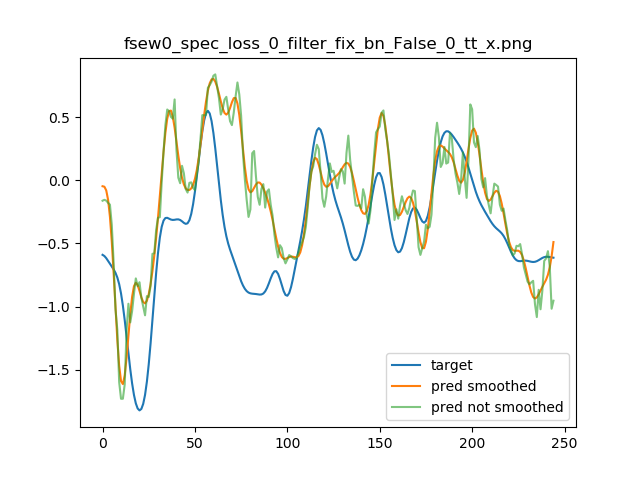 fsew0_spec_loss_0_filter_fix_bn_False_0_tt_x.png
0.5
0.0
−0.5
−1.0
−1.5
0
50
100
150
200
250
target
pred smoothed
pred not smoothed